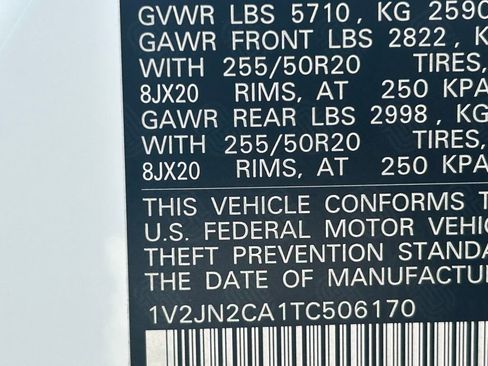 GVWR LBS 5710, KG 2590
GAWR FRONT LBS 2822,
WITH 255/50R20 TIRES,
8JX20 RIMS, AT 250 KPA
GAWR REAR LBS 2998, KG
WITH 255/50R20 TIRES,
8JX20 RIMS, AT 250 KPA
THIS VEHICLE CONFORMS
U.S. FEDERAL MOTOR
THEFT PREVENTION
THE DATE OF
1V2JN2CA1TC506170